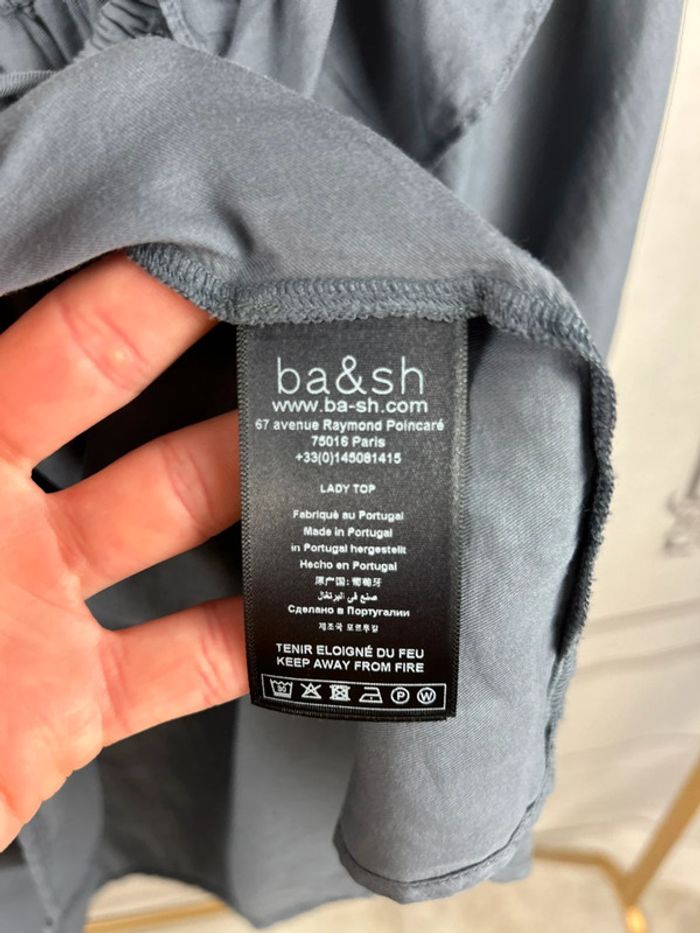 ba&sh
www.ba-sh.com
67 avenue Raymond Poincaré
75016 Paris
+33(0)145081415
LADY TOP
Fabriqué au Portugal
Made in Portugal
in Portugal hergestellt
Hecho en Portugal
原产国: 葡萄牙
صنع في البرتغال
Сделано в Португалии
제조국 포르투갈
TENIR ELOIGNÉ DU FEU
KEEP AWAY FROM FIRE
30 P W